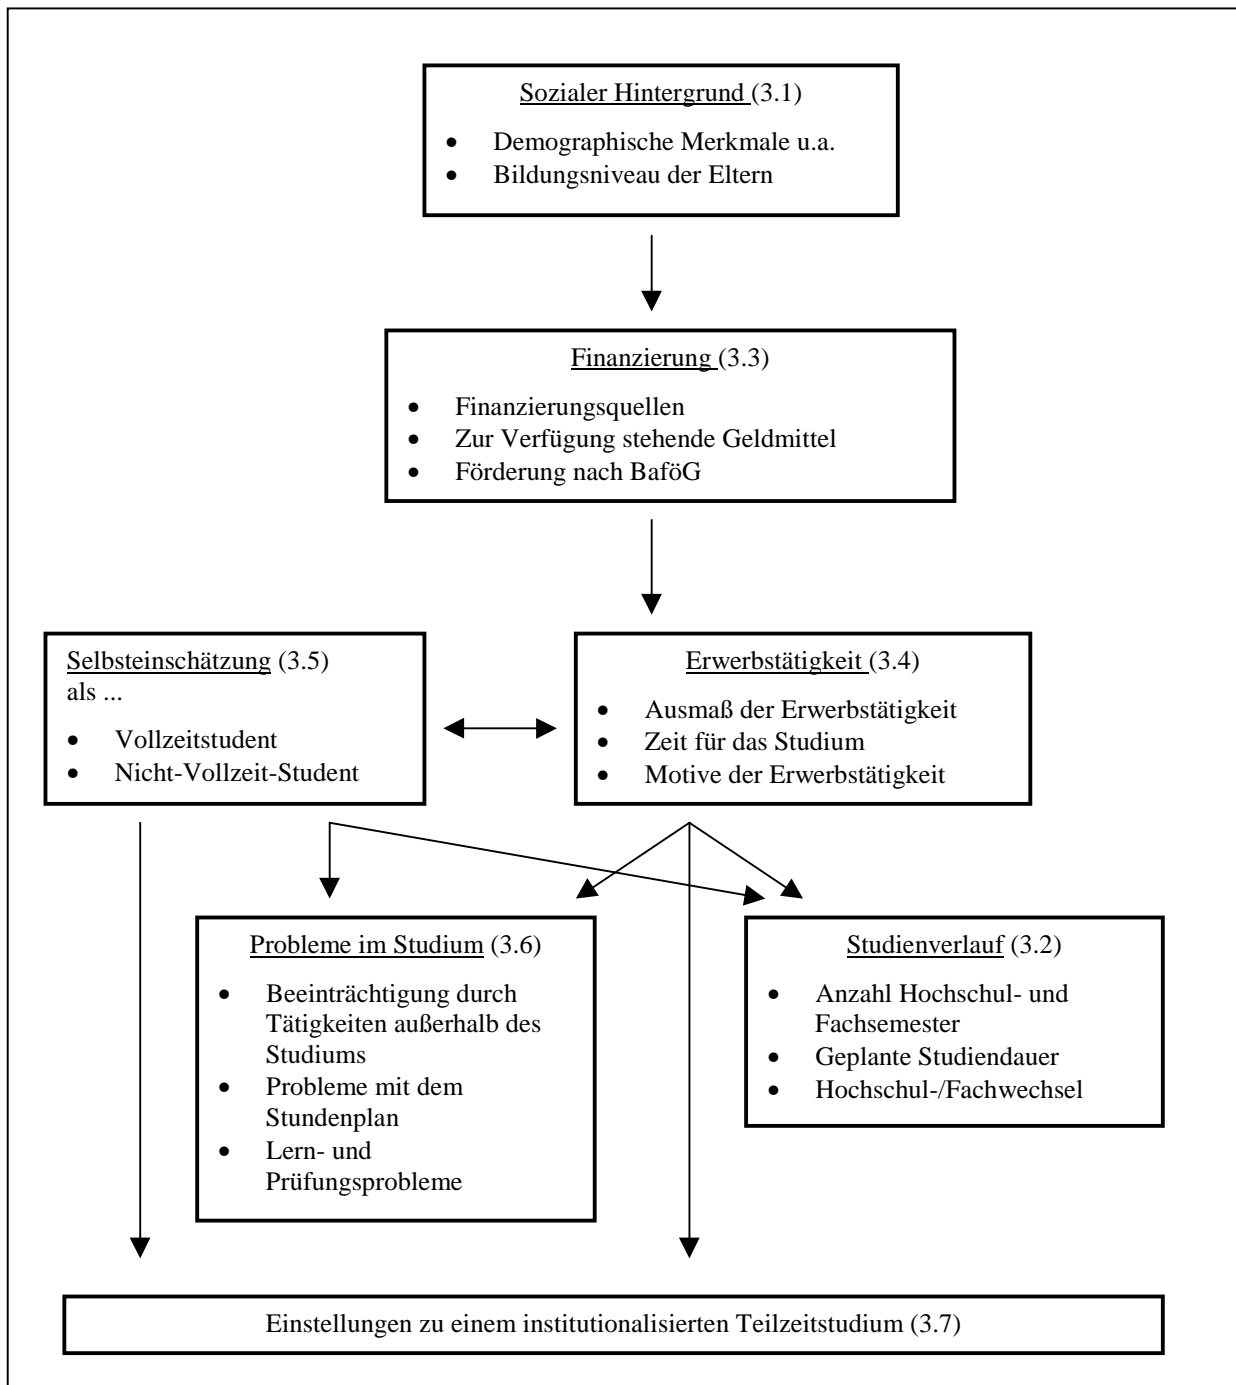 Sozialer Hintergrund (3.1)
• Demographische Merkmale u.a.
• Bildungsniveau der Eltern
Finanzierung (3.3)
• Finanzierungsquellen
• Zur Verfügung stehende Geldmittel
• Förderung nach BaföG
Selbsteinschätzung (3.5)
als ...
• Vollzeitstudent
• Nicht-Vollzeit-Student
Erwerbstätigkeit (3.4)
• Ausmaß der Erwerbstätigkeit
• Zeit für das Studium
• Motive der Erwerbstätigkeit
Probleme im Studium (3.6)
• Beeinträchtigung durch
Tätigkeiten außerhalb des
Studiums
• Probleme mit dem
Stundenplan
• Lern- und
Prüfungsprobleme
Studienverlauf (3.2)
• Anzahl Hochschul- und
Fachsemester
• Geplante Studiendauer
• Hochschul-/Fachwechsel
Einstellungen zu einem institutionalisierten Teilzeitstudium (3.7)